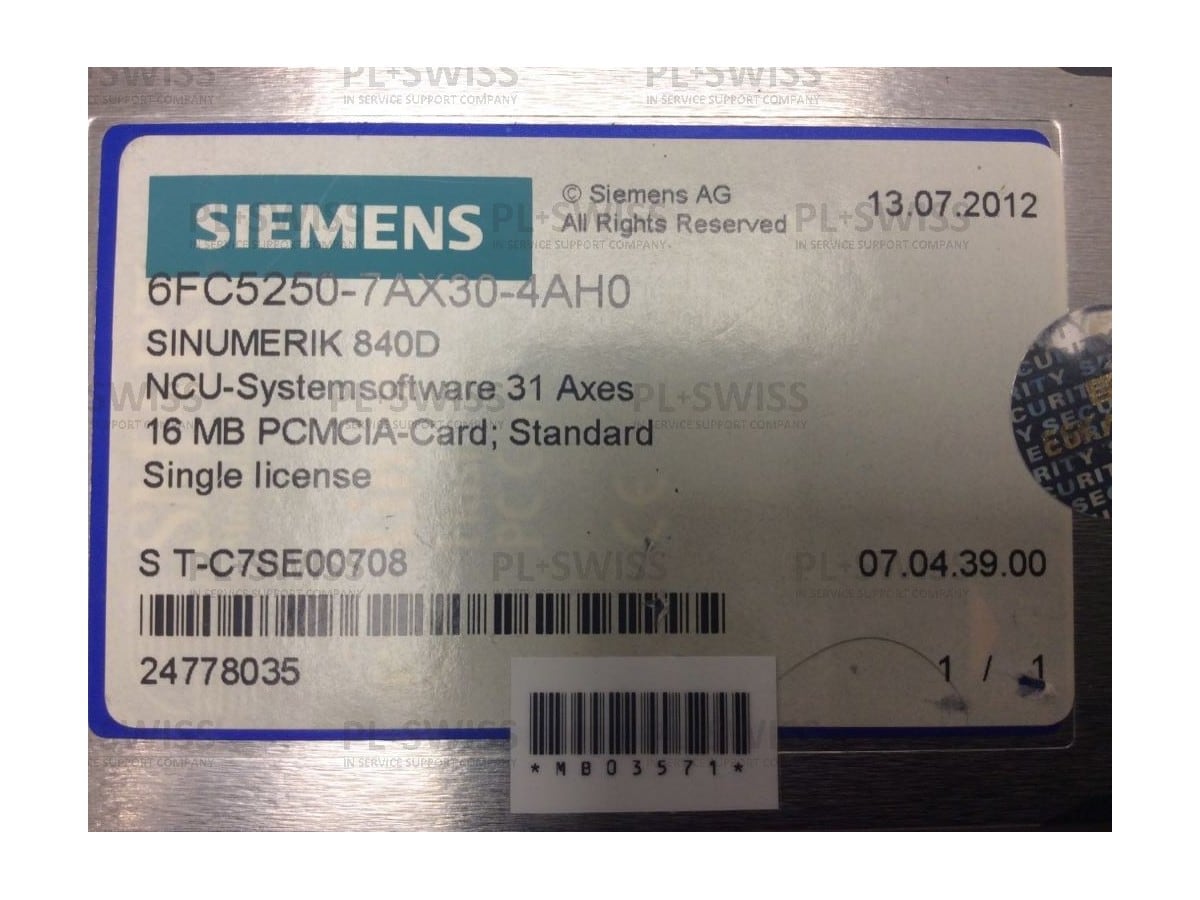 SIEMENS
© Siemens AG
All Rights Reserved
13.07.2012
6FC5250-7AX30-4AH0
SINUMERIK 840D
NCU-Systemsoftware 31 Axes
16 MB PCMCIA-Card; Standard
Single license
S T-C7SE00708
07.04.39.00
24778035
1 / 1
*MB03571*
PL+SWISS
IN SERVICE SUPPORT COMPANY
SECURITY